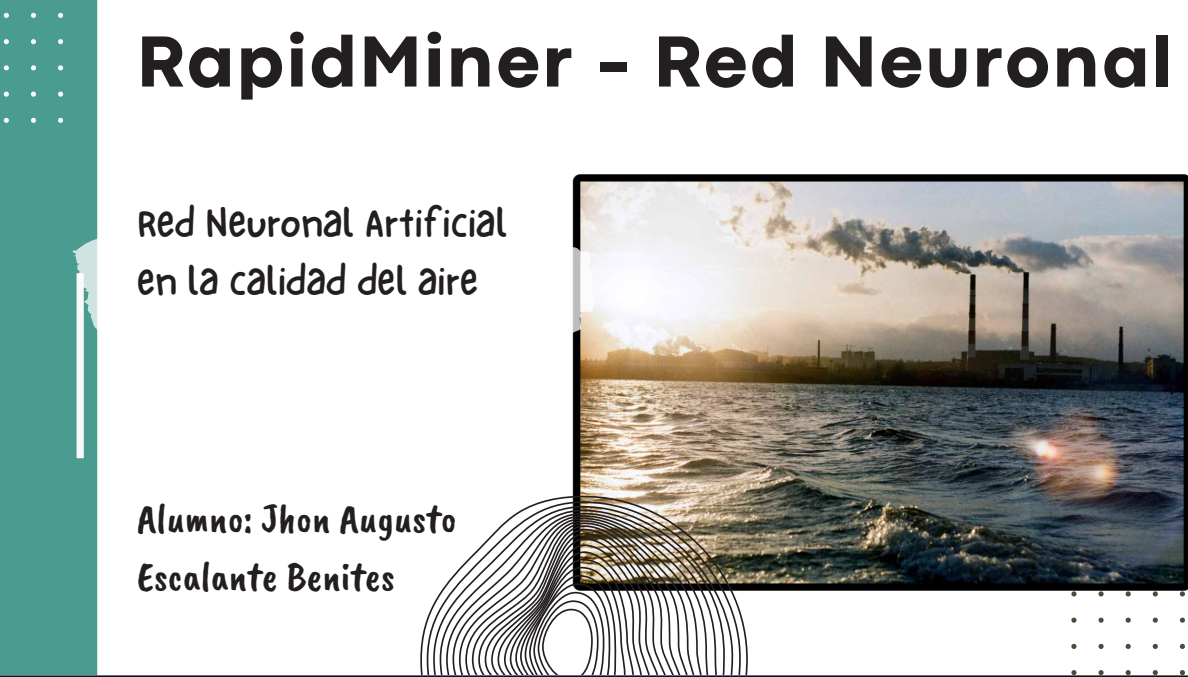 RapidMiner - Red Neuronal
Red Neuronal Artificial
en la calidad del aire
Alumno: Jhon Augusto
Escalante Benites